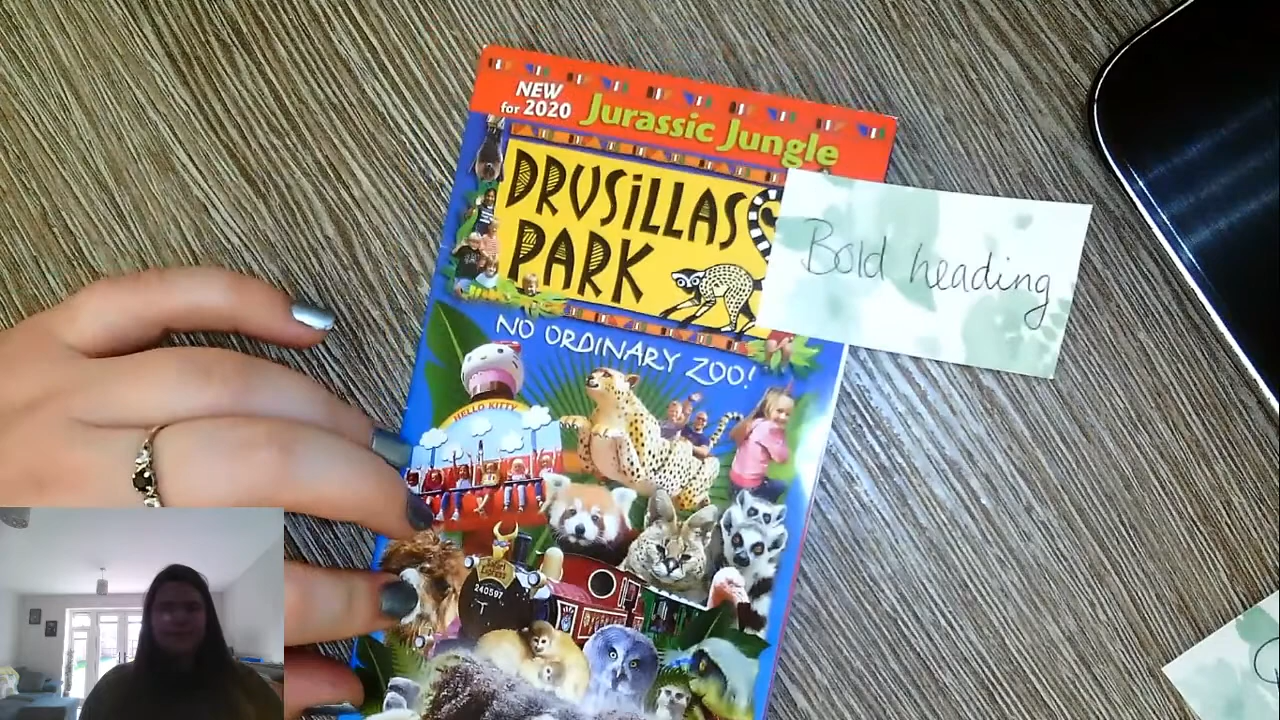 NEW
for 2020
Jurassic Jungle
DRUSiLLAS
PARK
Bold heading
NO ORDINARY ZOO!
HELLO KITTY
240597